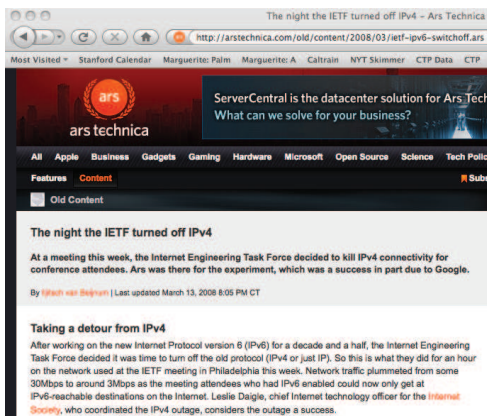 The night the IETF turned off IPv4 – Ars Technica
http://arstechnica.com/old/content/2008/03/ietf-ipv6-switchoff.ars
Most Visited Stanford Calendar Marguerite: Palm Marguerite: A Caltrain NYT Skimmer CTP Data CTP
ars
ars technica
ServerCentral is the datacenter solution for Ars Tech
What can we solve for your business?
All Apple Business Gadgets Gaming Hardware Microsoft Open Source Science Tech Polic
Features Content Subs
Old Content
The night the IETF turned off IPv4
At a meeting this week, the Internet Engineering Task Force decided to kill IPv4 connectivity for
conference attendees. Ars was there for the experiment, which was a success in part due to Google.
By Iljitsch van Beijnum | Last updated March 13, 2008 8:05 PM CT
Taking a detour from IPv4
After working on the new Internet Protocol version 6 (IPv6) for a decade and a half, the Internet Engineering
Task Force decided it was time to turn off the old protocol (IPv4 or just IP). So this is what they did for an hour
on the network used at the IETF meeting in Philadelphia this week. Network traffic plummeted from some
30Mbps to around 3Mbps as the meeting attendees who had IPv6 enabled could now only get at
IPv6-reachable destinations on the Internet. Leslie Daigle, chief Internet technology officer for the Internet
Society, who coordinated the IPv4 outage, considers the outage a success.